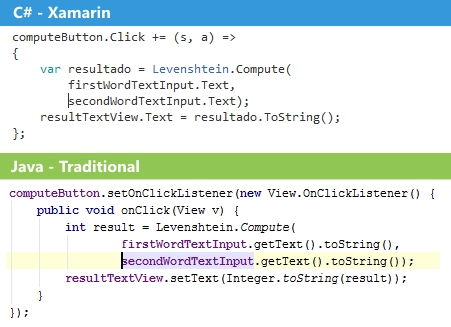 C# - Xamarin
computeButton.Click += (s, a) =>
{
    var resultado = Levenshtein.Compute(
        firstWordTextInput.Text,
        secondWordTextInput.Text);
    resultTextView.Text = resultado.ToString();
};
Java - Traditional
computeButton.setOnClickListener(new View.OnClickListener() {
    public void onClick(View v) {
        int result = Levenshtein.Compute(
                firstWordTextInput.getText().toString(),
                secondWordTextInput.getText().toString());
        resultTextView.setText(Integer.toString(result));
    }
});